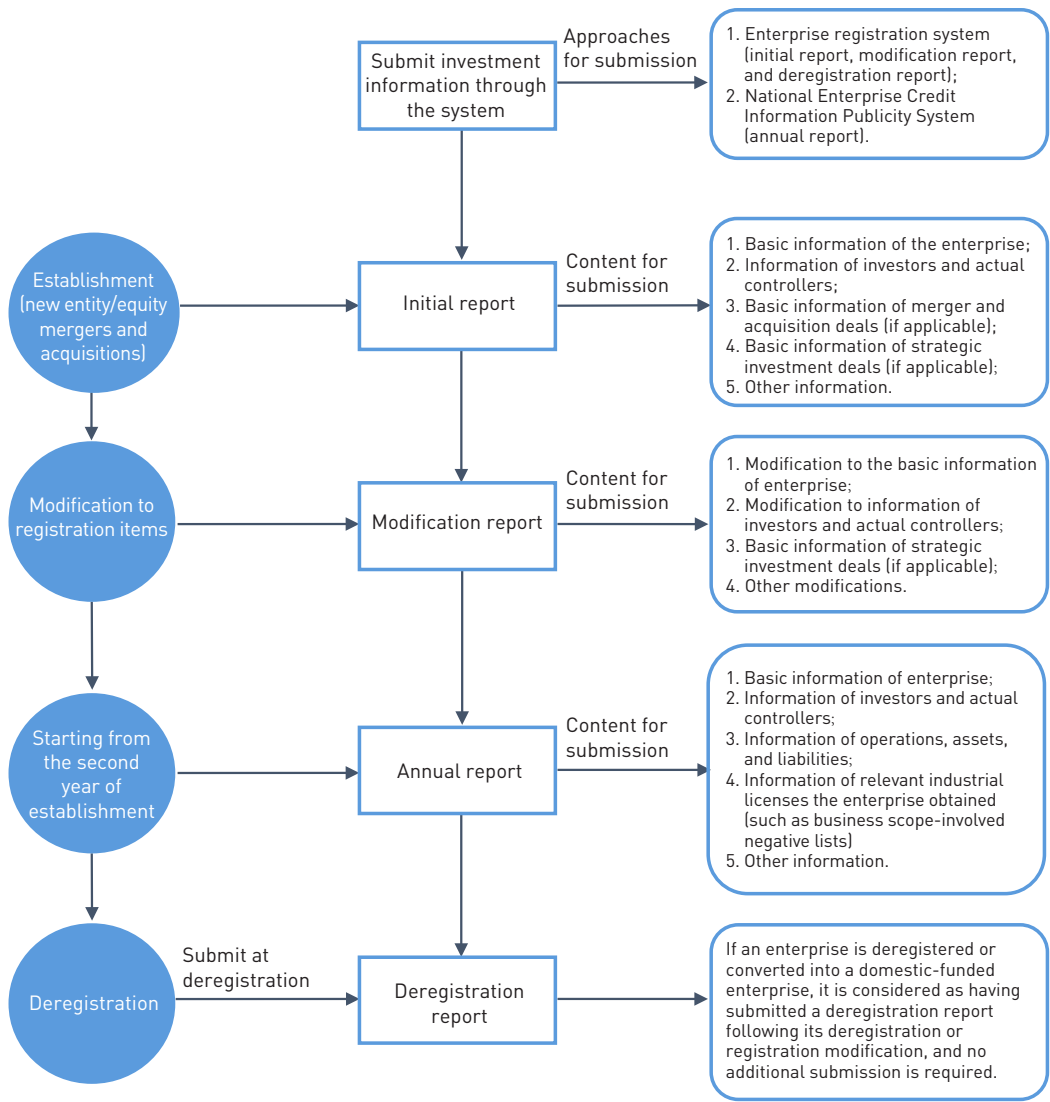 Submit investment
information through
the system
Approaches
for submission
1. Enterprise registration system
(initial report, modification report,
and deregistration report);
2. National Enterprise Credit
Information Publicity System
(annual report).
Establishment
(new entity/equity
mergers and
acquisitions)
Initial report
Content for
submission
1. Basic information of the enterprise;
2. Information of investors and actual
controllers;
3. Basic information of merger and
acquisition deals (if applicable);
4. Basic information of strategic
investment deals (if applicable);
5. Other information.
Modification to
registration items
Modification report
Content for
submission
1. Modification to the basic information
of enterprise;
2. Modification to information of
investors and actual controllers;
3. Basic information of strategic
investment deals (if applicable);
4. Other modifications.
Starting from
the second
year of
establishment
Annual report
Content for
submission
1. Basic information of enterprise;
2. Information of investors and actual
controllers;
3. Information of operations, assets,
and liabilities;
4. Information of relevant industrial
licenses the enterprise obtained
(such as business scope-involved
negative lists)
5. Other information.
Deregistration
Submit at
deregistration
Deregistration
report
If an enterprise is deregistered or
converted into a domestic-funded
enterprise, it is considered as having
submitted a deregistration report
following its deregistration or
registration modification, and no
additional submission is required.